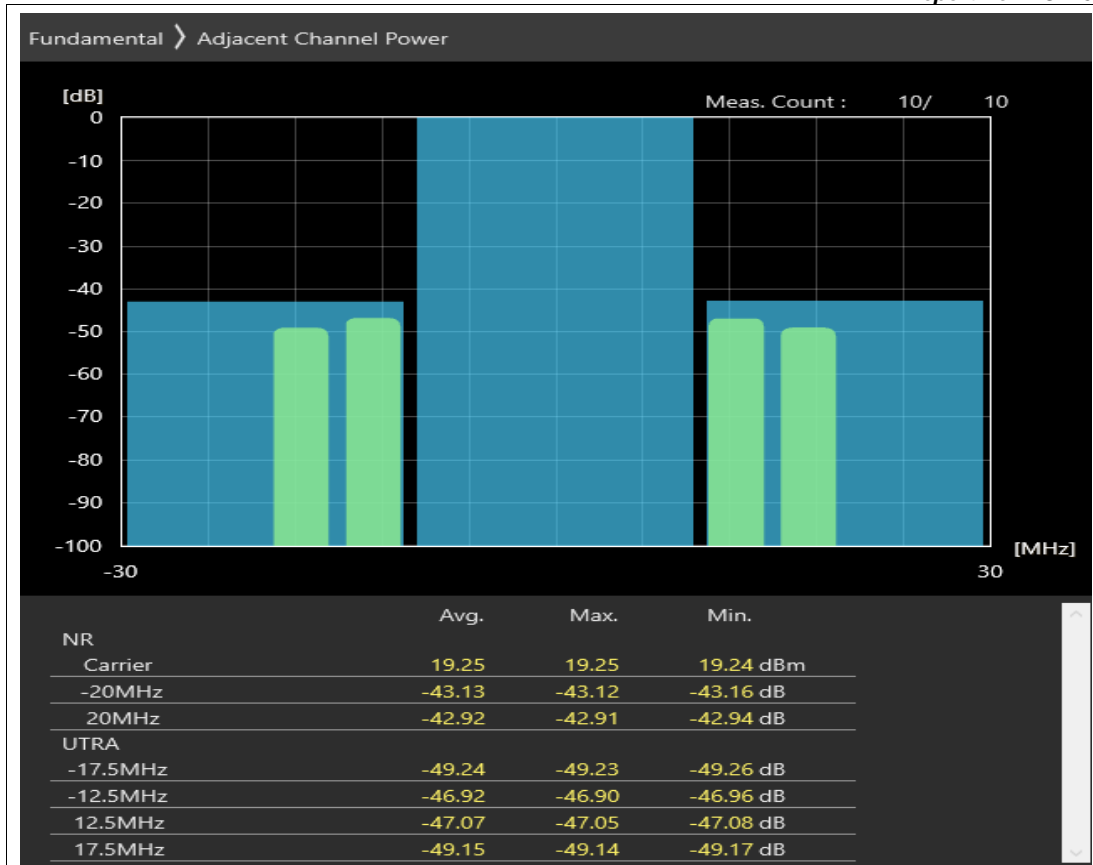 Fundamental 〉 Adjacent Channel Power
[dB]
Meas. Count : 10/ 10
0
-10
-20
-30
-40
-50
-60
-70
-80
-90
-100
[MHz]
-30 30
Avg. Max. Min.
NR
Carrier 19.25 19.25 19.24 dBm
-20MHz -43.13 -43.12 -43.16 dB
20MHz -42.92 -42.91 -42.94 dB
UTRA
-17.5MHz -49.24 -49.23 -49.26 dB
-12.5MHz -46.92 -46.90 -46.96 dB
12.5MHz -47.07 -47.05 -47.08 dB
17.5MHz -49.15 -49.14 -49.17 dB